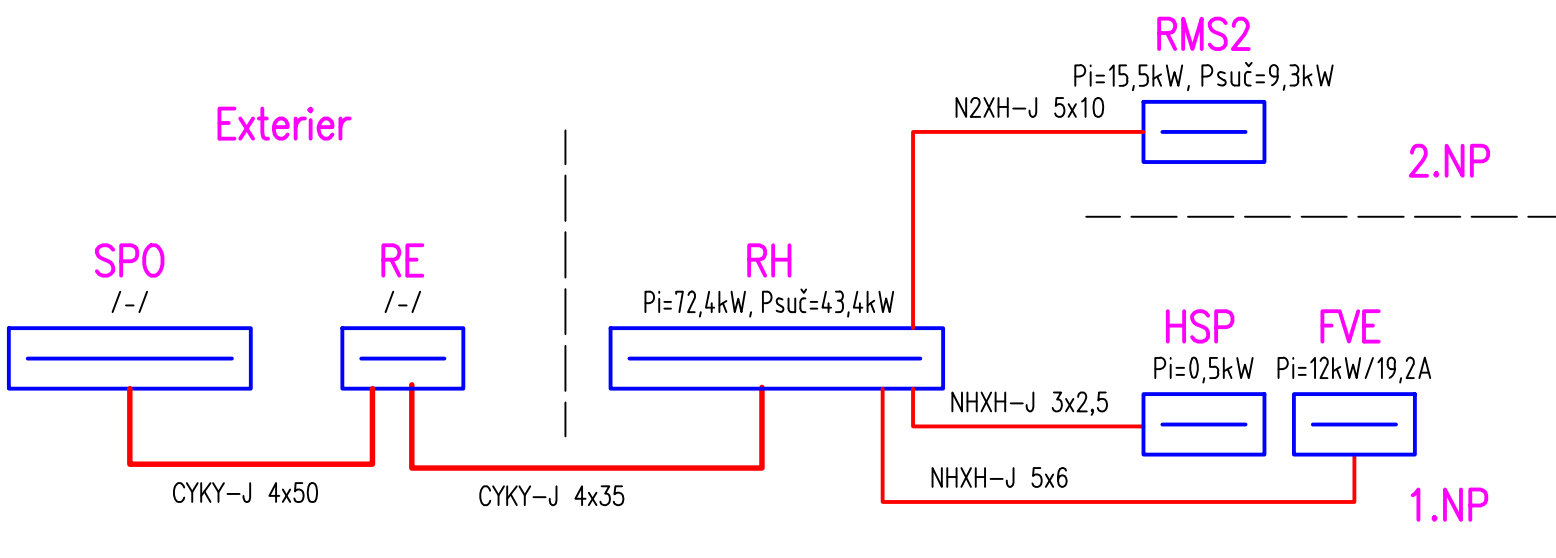 RMS2
Pi=15,5kW, Psuč=9,3kW
N2XH-J 5x10
Exterier
2.NP
SPO
/-/
RE
/-/
RH
Pi=72,4kW, Psuč=43,4kW
HSP
Pi=0,5kW
FVE
Pi=12kW/19,2A
NHXH-J 3x2,5
NHXH-J 5x6
CYKY-J 4x50
CYKY-J 4x35
1.NP